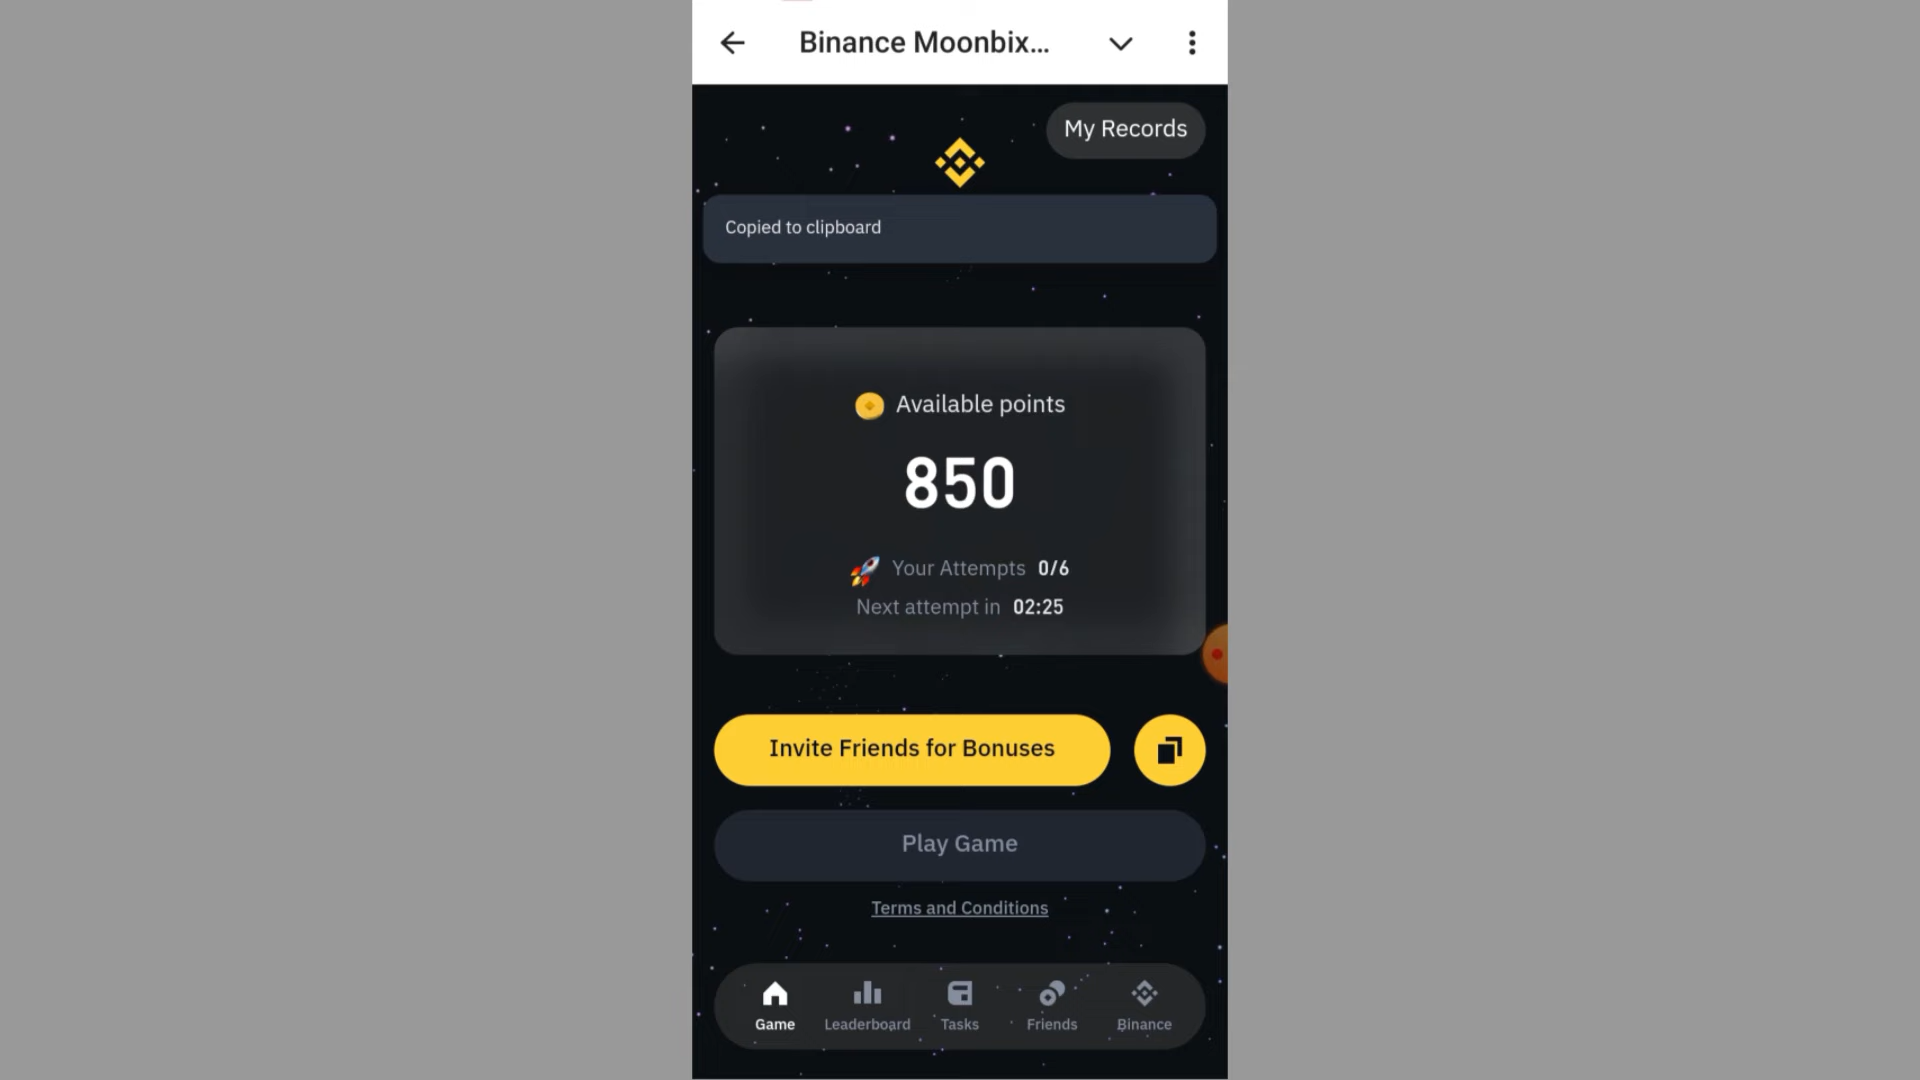 Binance Moonbix...
My Records
Copied to clipboard
Available points
850
Your Attempts 0/6
Next attempt in 02:25
Invite Friends for Bonuses
Play Game
Terms and Conditions
Game Leaderboard Tasks Friends Binance